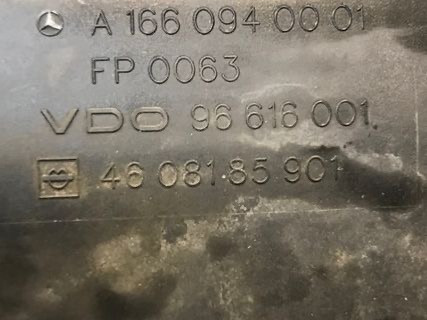 A 166 094 00 01
FP 0063
VDO 96 616 001
46 081 85 901